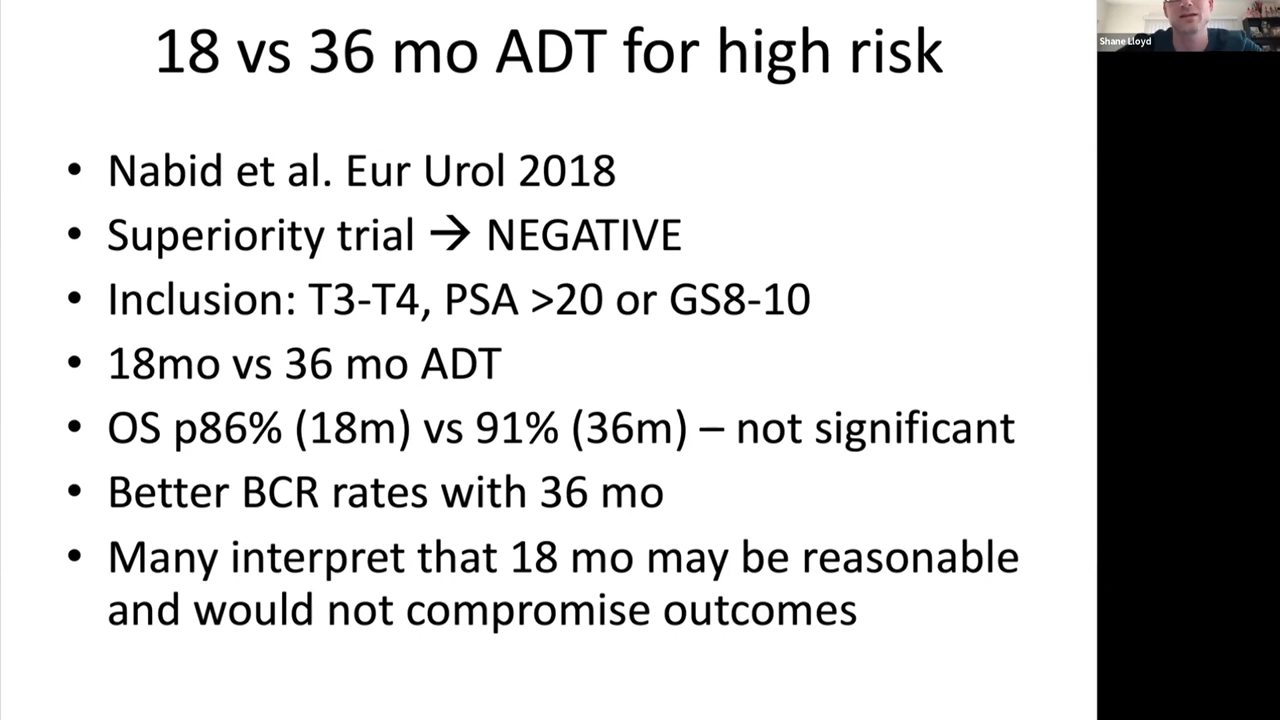 18 vs 36 mo ADT for high risk
Shane Lloyd
• Nabid et al. Eur Urol 2018
• Superiority trial → NEGATIVE
• Inclusion: T3-T4, PSA >20 or GS8-10
• 18mo vs 36 mo ADT
• OS p86% (18m) vs 91% (36m) – not significant
• Better BCR rates with 36 mo
• Many interpret that 18 mo may be reasonable
and would not compromise outcomes